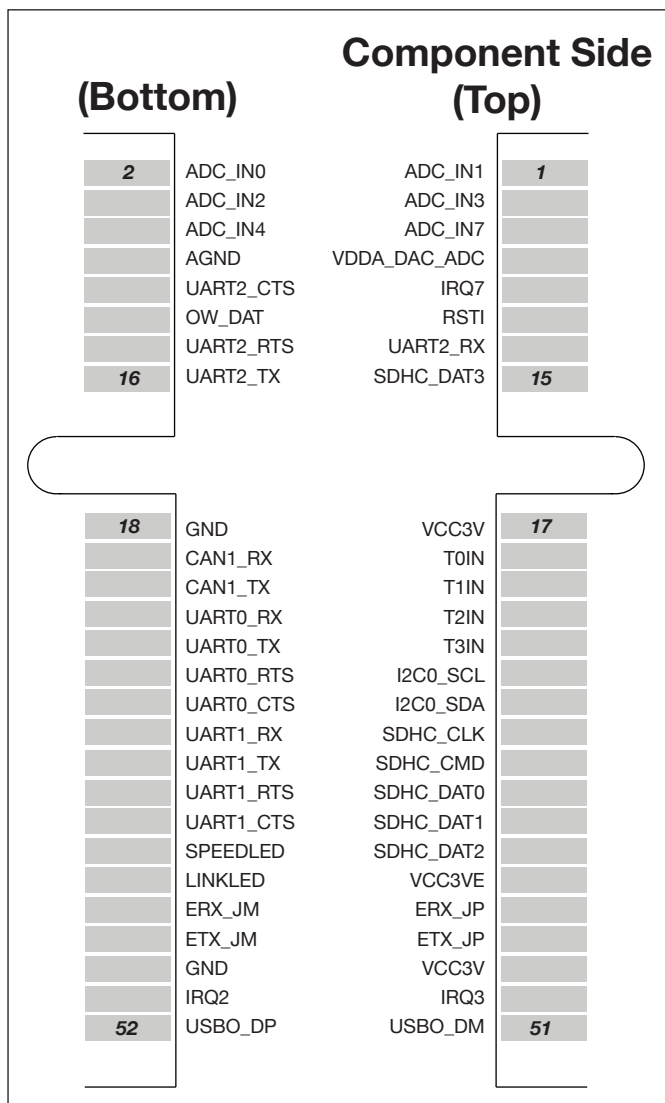 Component Side
(Bottom) (Top)
2 ADC_IN0 ADC_IN1 1
ADC_IN2 ADC_IN3
ADC_IN4 ADC_IN7
AGND VDDA_DAC_ADC
UART2_CTS IRQ7
OW_DAT RSTI
UART2_RTS UART2_RX
16 UART2_TX SDHC_DAT3 15
18 GND VCC3V 17
CAN1_RX T0IN
CAN1_TX T1IN
UART0_RX T2IN
UART0_TX T3IN
UART0_RTS I2C0_SCL
UART0_CTS I2C0_SDA
UART1_RX SDHC_CLK
UART1_TX SDHC_CMD
UART1_RTS SDHC_DAT0
UART1_CTS SDHC_DAT1
SPEEDLED SDHC_DAT2
LINKLED VCC3VE
ERX_JM ERX_JP
ETX_JM ETX_JP
GND VCC3V
IRQ2 IRQ3
52 USBO_DP USBO_DM 51